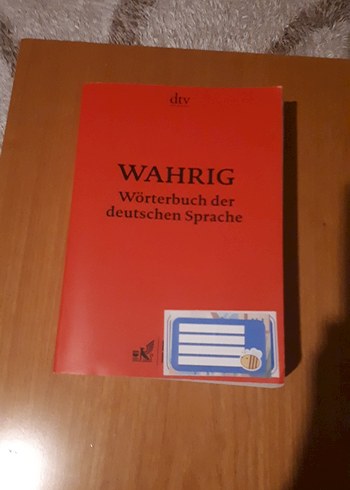 dtv
WAHRIG
Wörterbuch der
deutschen Sprache